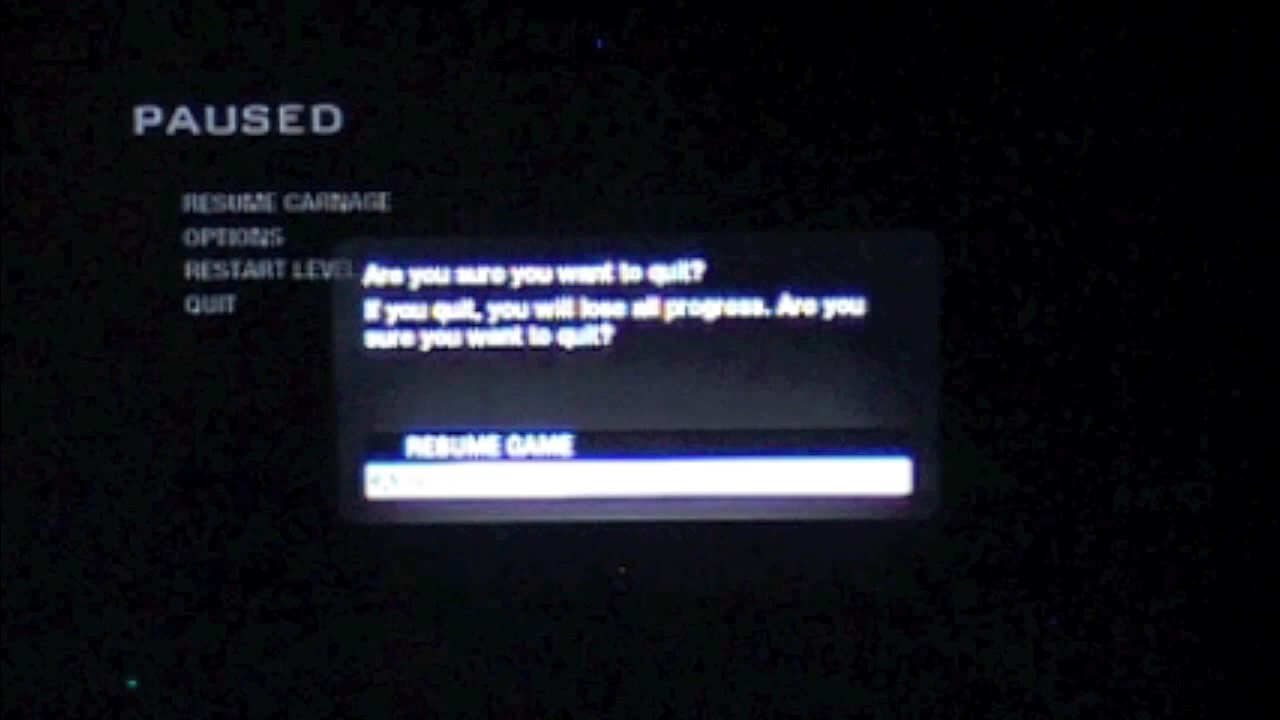 PAUSED
RESUME CARNAGE
OPTIONS
RESTART LEVEL
QUIT
Are you sure you want to quit?
If you quit, you will lose all progress. Are you
sure you want to quit?
RESUME GAME